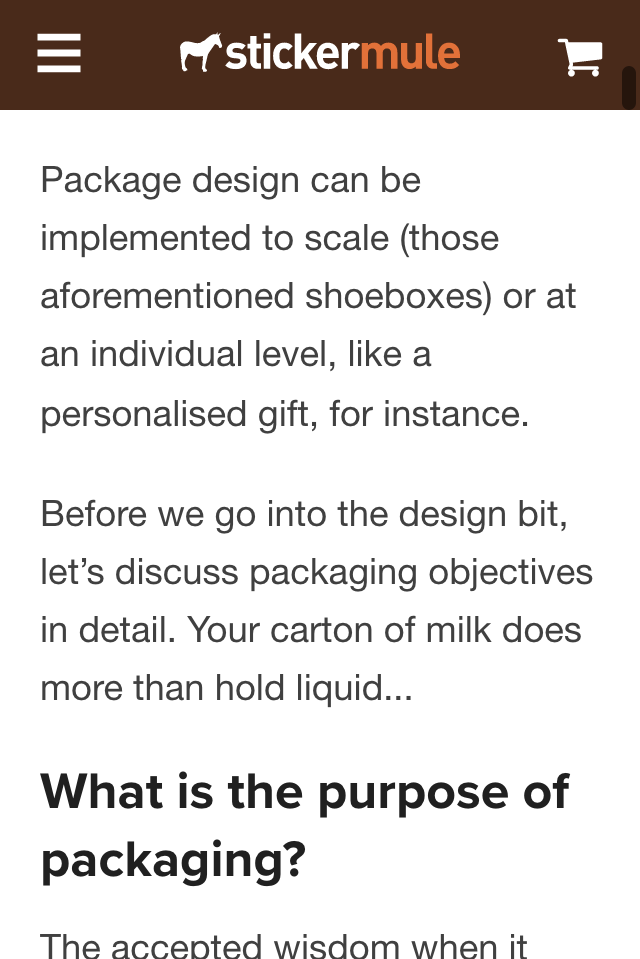 stickermule
Package design can be
implemented to scale (those
aforementioned shoeboxes) or at
an individual level, like a
personalised gift, for instance.
Before we go into the design bit,
let’s discuss packaging objectives
in detail. Your carton of milk does
more than hold liquid...
What is the purpose of
packaging?
The accepted wisdom when it